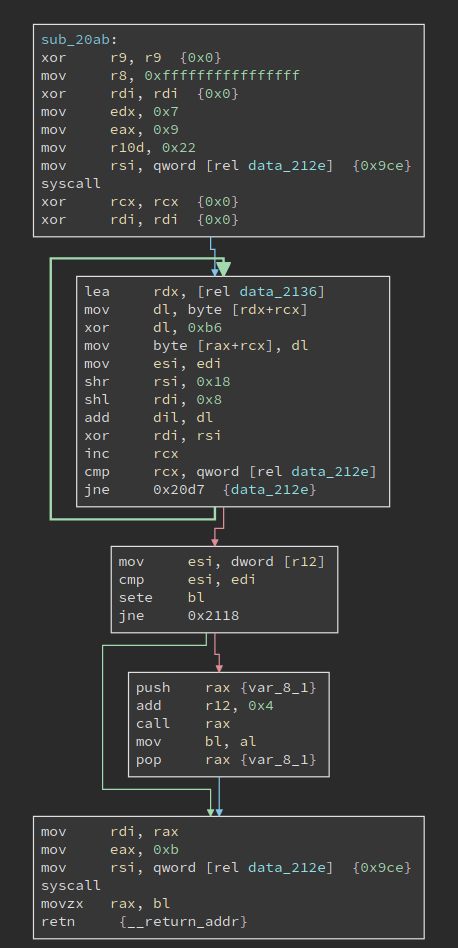 sub_20ab:
xor     r9, r9  {0x0}
mov     r8, 0xffffffffffffffff
xor     rdi, rdi  {0x0}
mov     edx, 0x7
mov     eax, 0x9
mov     r10d, 0x22
mov     rsi, qword [rel data_212e]  {0x9ce}
syscall
xor     rcx, rcx  {0x0}
xor     rdi, rdi  {0x0}
lea     rdx, [rel data_2136]
mov     dl, byte [rdx+rcx]
xor     dl, 0xb6
mov     byte [rax+rcx], dl
mov     esi, edi
shr     rsi, 0x18
shl     rdi, 0x8
add     dil, dl
xor     rdi, rsi
inc     rcx
cmp     rcx, qword [rel data_212e]
jne     0x20d7  {data_212e}
mov     esi, dword [r12]
cmp     esi, edi
sete    bl
jne     0x2118
push    rax {var_8_1}
add     r12, 0x4
call    rax
mov     bl, al
pop     rax {var_8_1}
mov     rdi, rax
mov     eax, 0xb
mov     rsi, qword [rel data_212e]  {0x9ce}
syscall
movzx   rax, bl
retn     {__return_addr}